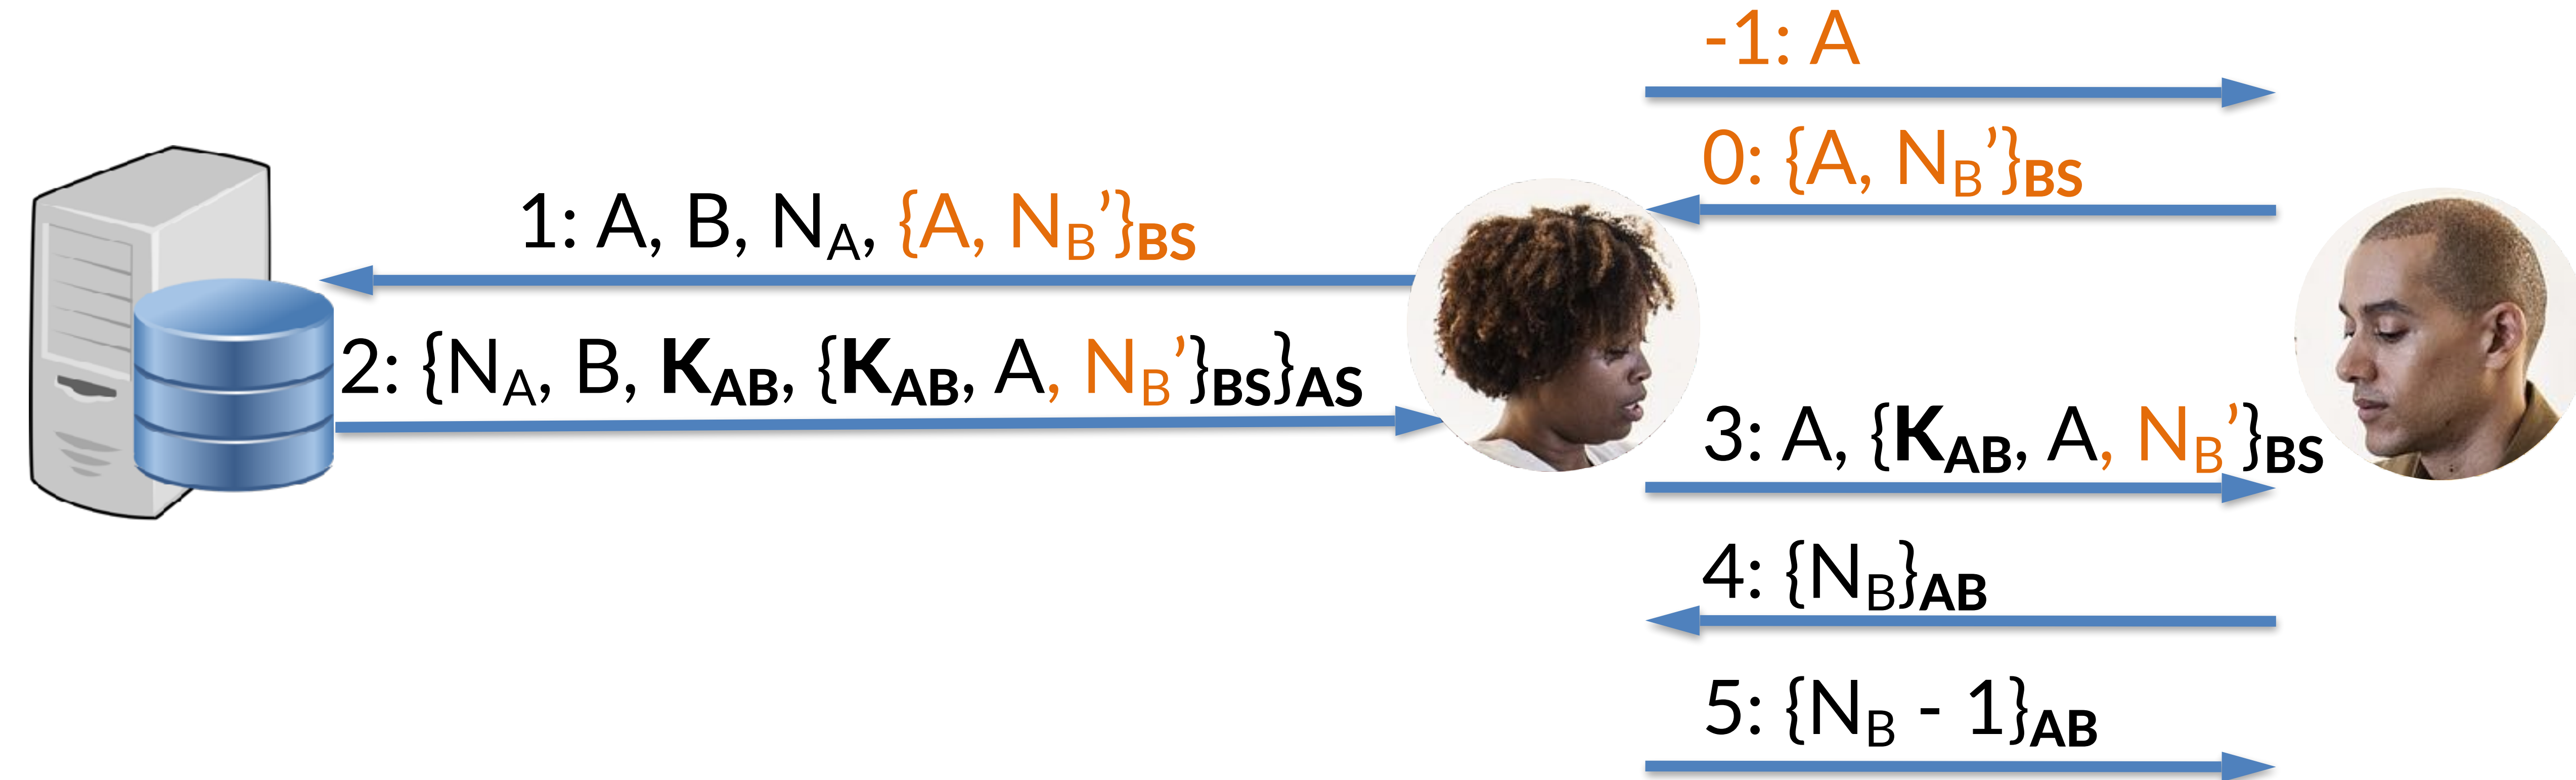 -1: A
0: {A, N_B'}_BS
1: A, B, N_A, {A, N_B'}_BS
2: {N_A, B, K_AB, {K_AB, A, N_B'}_BS}_AS
3: A, {K_AB, A, N_B'}_BS
4: {N_B}_AB
5: {N_B - 1}_AB